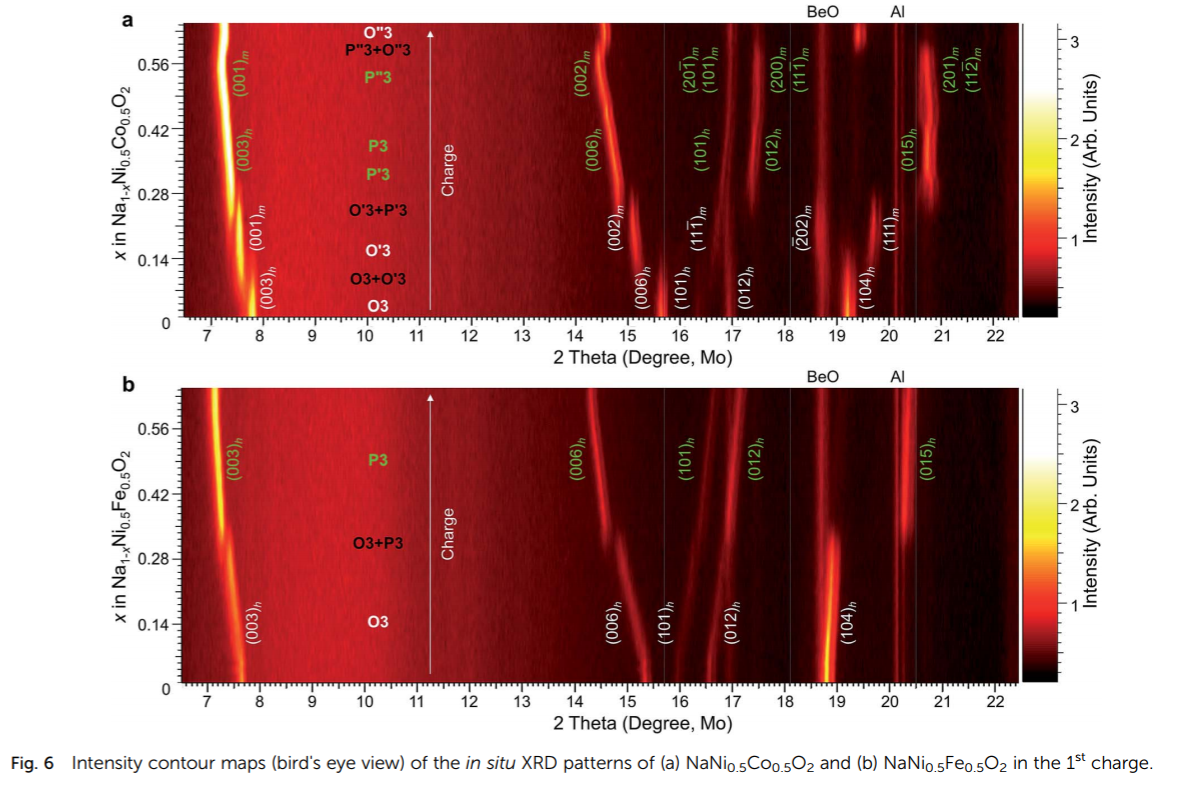 a
BeO Al
x in Na1-xNi0.5Co0.5O2
0.56
0.42
0.28
0.14
0
O"3
P"3+O"3
P"3
P3
P'3
O'3+P'3
O'3
O3+O'3
O3
Charge
(001)m
(003)h
(001)m
(003)h
(002)m
(006)h
(002)m
(006)h
(201̄)m
(101)m
(101)h
(111̄)m
(101)h
(200)m
(111̄)m
(012)h
(012)h
(2̄02)m
(104)h
(111)m
(015)h
(201)m
(112̄)m
7 8 9 10 11 12 13 14 15 16 17 18 19 20 21 22
2 Theta (Degree, Mo)
3
2
1
Intensity (Arb. Units)
b
BeO Al
x in Na1-xNi0.5Fe0.5O2
0.56
0.42
0.28
0.14
0
P3
O3+P3
O3
Charge
(003)h
(003)h
(006)h
(006)h
(101)h
(101)h
(012)h
(012)h
(104)h
(015)h
7 8 9 10 11 12 13 14 15 16 17 18 19 20 21 22
2 Theta (Degree, Mo)
3
2
1
Intensity (Arb. Units)
Fig. 6 Intensity contour maps (bird's eye view) of the in situ XRD patterns of (a) NaNi0.5Co0.5O2 and (b) NaNi0.5Fe0.5O2 in the 1st charge.